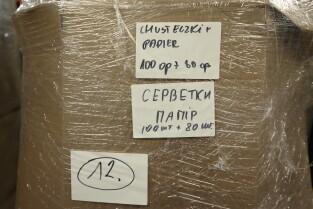 CHUSTECZKI +
PAPIER
100 op + 80 op
СЕРВЕТКИ
ПАПІР
100 шт + 80 шт.
12.